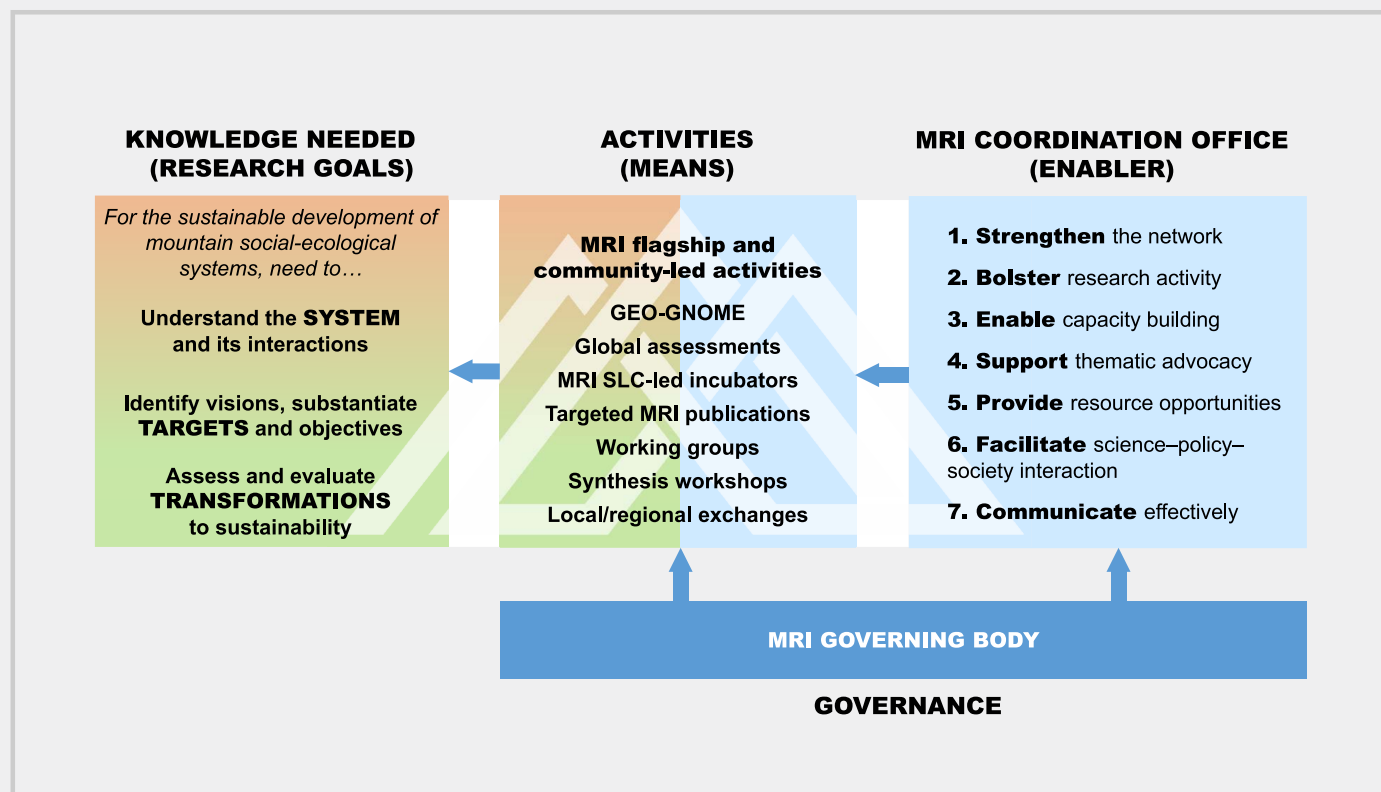 KNOWLEDGE NEEDED
(RESEARCH GOALS)
For the sustainable development of
mountain social-ecological
systems, need to…
Understand the SYSTEM
and its interactions
Identify visions, substantiate
TARGETS and objectives
Assess and evaluate
TRANSFORMATIONS
to sustainability
ACTIVITIES
(MEANS)
MRI flagship and
community-led activities
GEO-GNOME
Global assessments
MRI SLC-led incubators
Targeted MRI publications
Working groups
Synthesis workshops
Local/regional exchanges
MRI COORDINATION OFFICE
(ENABLER)
1. Strengthen the network
2. Bolster research activity
3. Enable capacity building
4. Support thematic advocacy
5. Provide resource opportunities
6. Facilitate science–policy–
society interaction
7. Communicate effectively
MRI GOVERNING BODY
GOVERNANCE